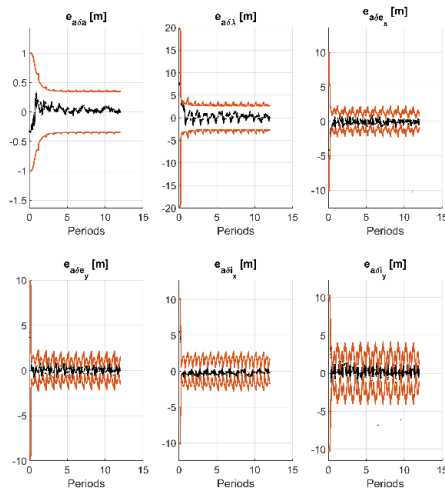 e_aδa [m]
e_aδλ [m]
e_aδe_x [m]
1
0.5
0
-0.5
-1
-1.5
0 5 10 15
Periods
20
15
10
5
0
-5
-10
-15
-20
0 5 10 15
Periods
10
5
0
-5
-10
0 5 10 15
Periods
e_aδe_y [m]
e_aδi_x [m]
e_aδi_y [m]
10
5
0
-5
-10
0 5 10 15
Periods
10
5
0
-5
-10
0 5 10 15
Periods
10
5
0
-5
-10
0 5 10 15
Periods